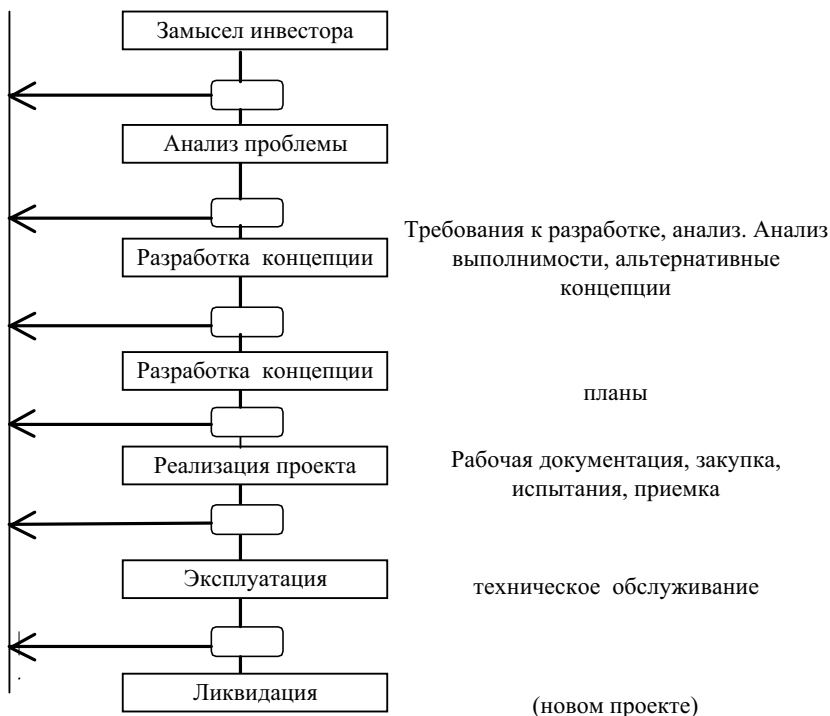 Замысел инвестора
Анализ проблемы
Требования к разработке, анализ. Анализ
выполнимости, альтернативные
концепции
Разработка концепции
Разработка концепции
планы
Реализация проекта
Рабочая документация, закупка,
испытания, приемка
Эксплуатация
техническое обслуживание
Ликвидация
(новом проекте)